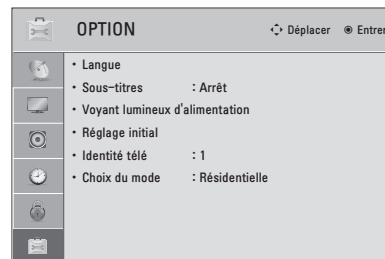 OPTION
Déplacer
Entrer
• Langue
• Sous-titres : Arrêt
• Voyant lumineux d'alimentation
• Réglage initial
• Identité télé : 1
• Choix du mode : Résidentielle